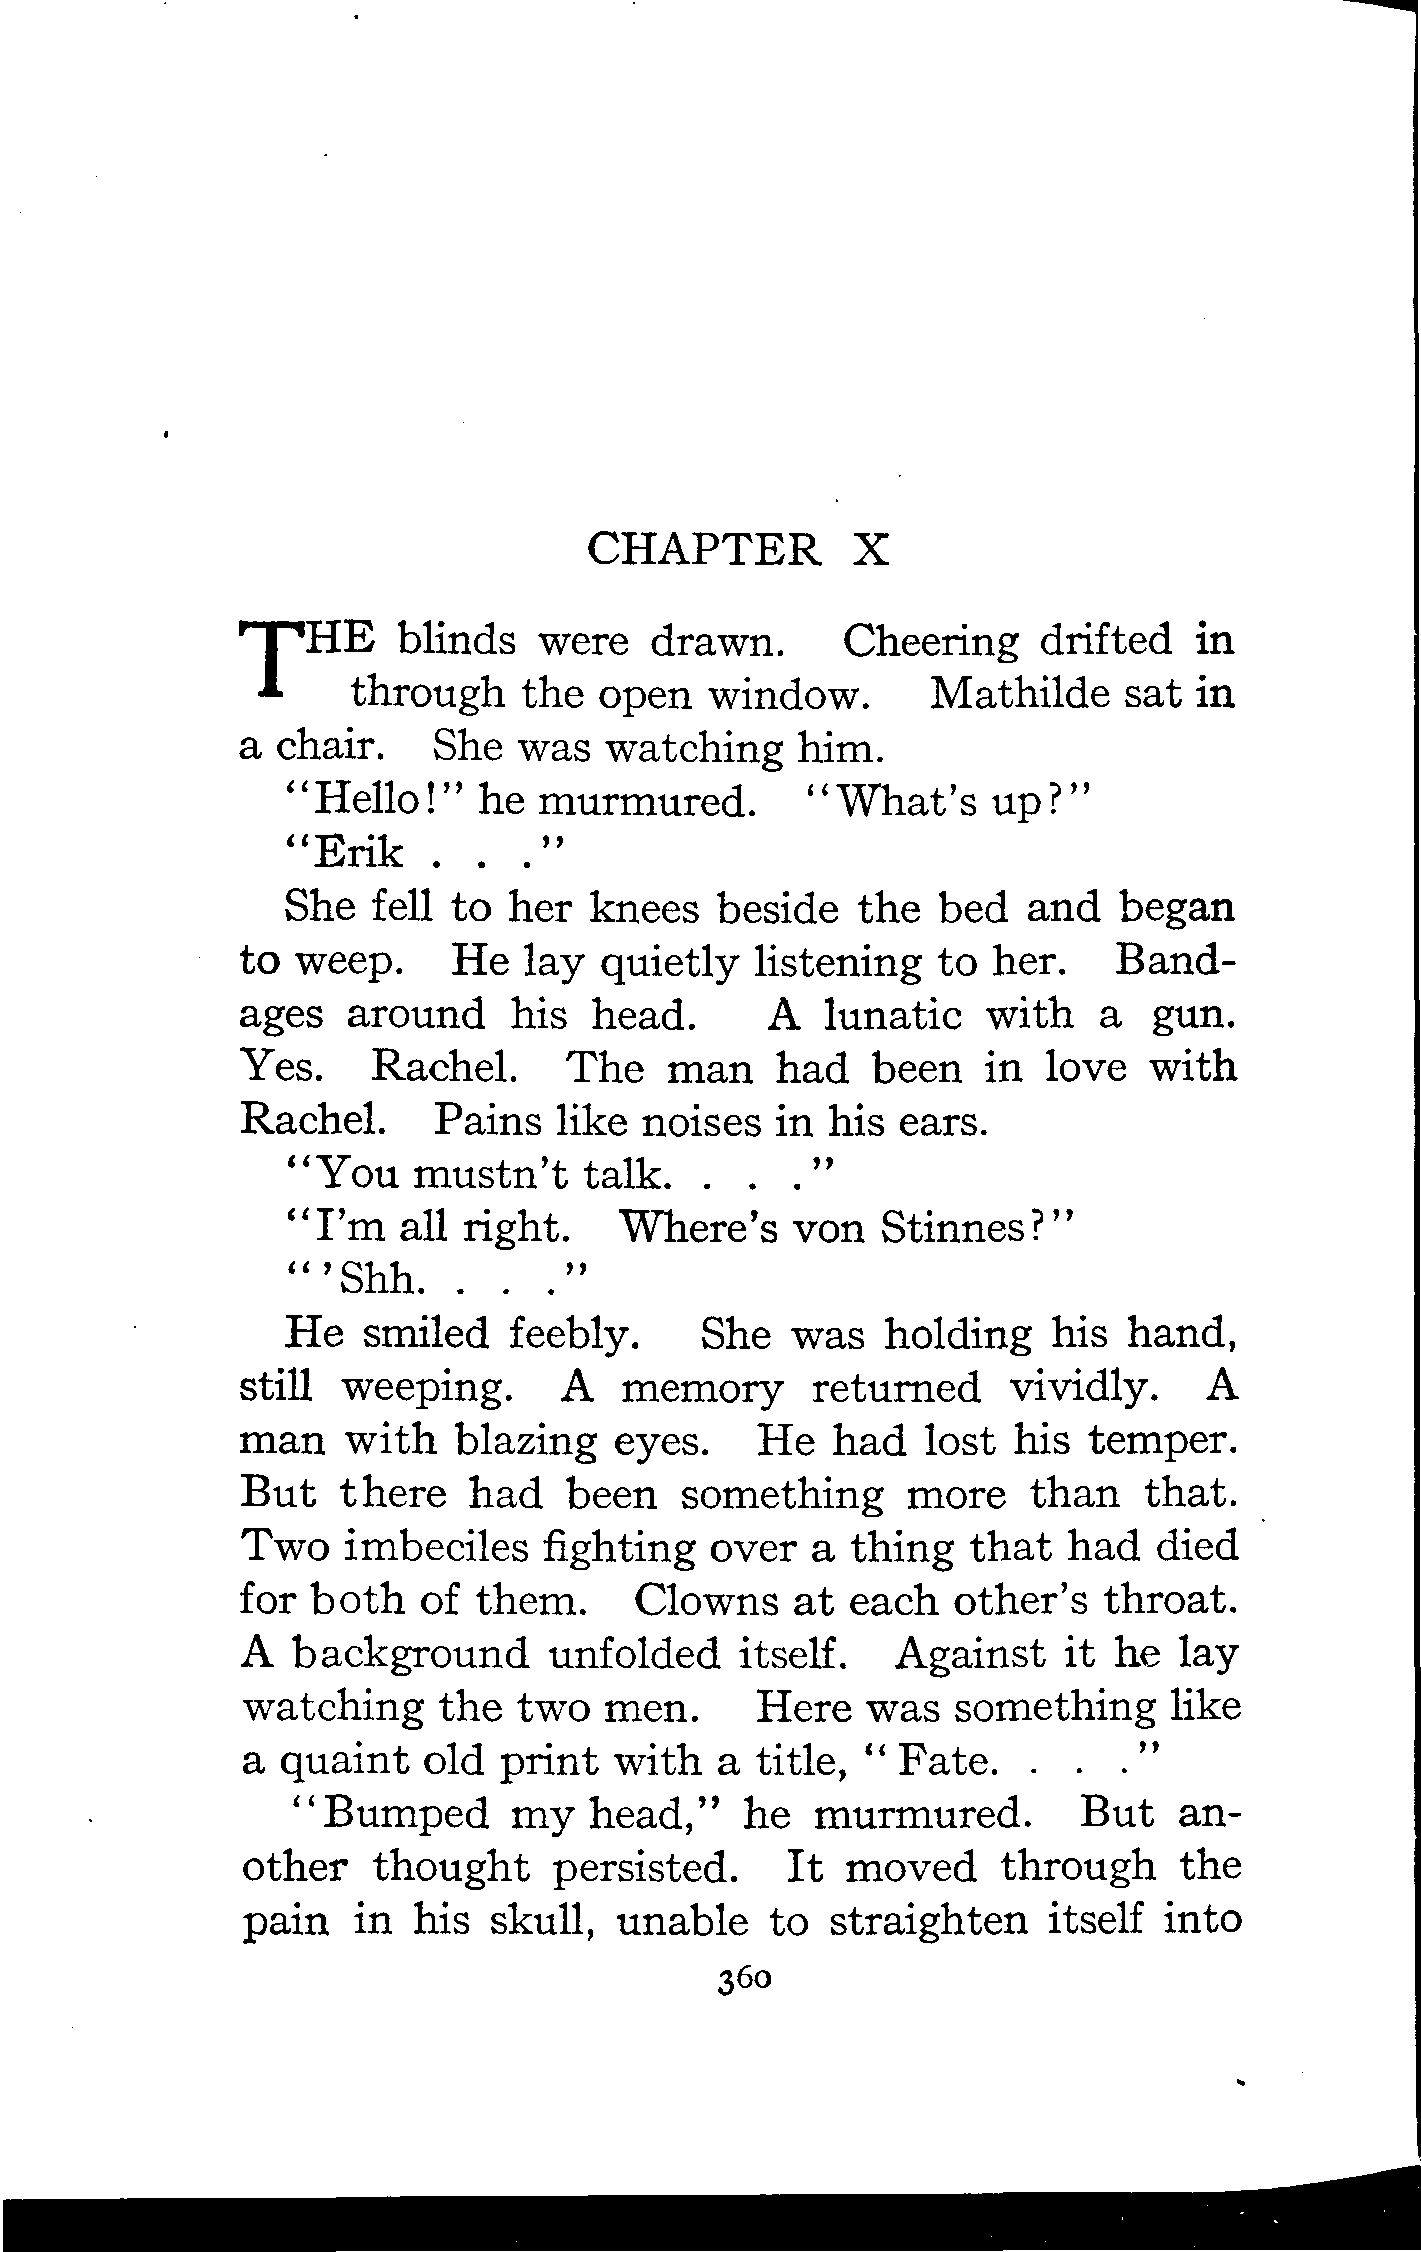 CHAPTER X
THE blinds were drawn. Cheering drifted in
through the open window. Mathilde sat in
a chair. She was watching him.
"Hello!" he murmured. "What's up?"
"Erik . . ."
She fell to her knees beside the bed and began
to weep. He lay quietly listening to her. Band-
ages around his head. A lunatic with a gun.
Yes. Rachel. The man had been in love with
Rachel. Pains like noises in his ears.
"You mustn't talk. . . ."
"I'm all right. Where's von Stinnes?"
"'Shh. . . ."
He smiled feebly. She was holding his hand,
still weeping. A memory returned vividly. A
man with blazing eyes. He had lost his temper.
But there had been something more than that.
Two imbeciles fighting over a thing that had died
for both of them. Clowns at each other's throat.
A background unfolded itself. Against it he lay
watching the two men. Here was something like
a quaint old print with a title, "Fate. . . ."
"Bumped my head," he murmured. But an-
other thought persisted. It moved through the
pain in his skull, unable to straighten itself into
360